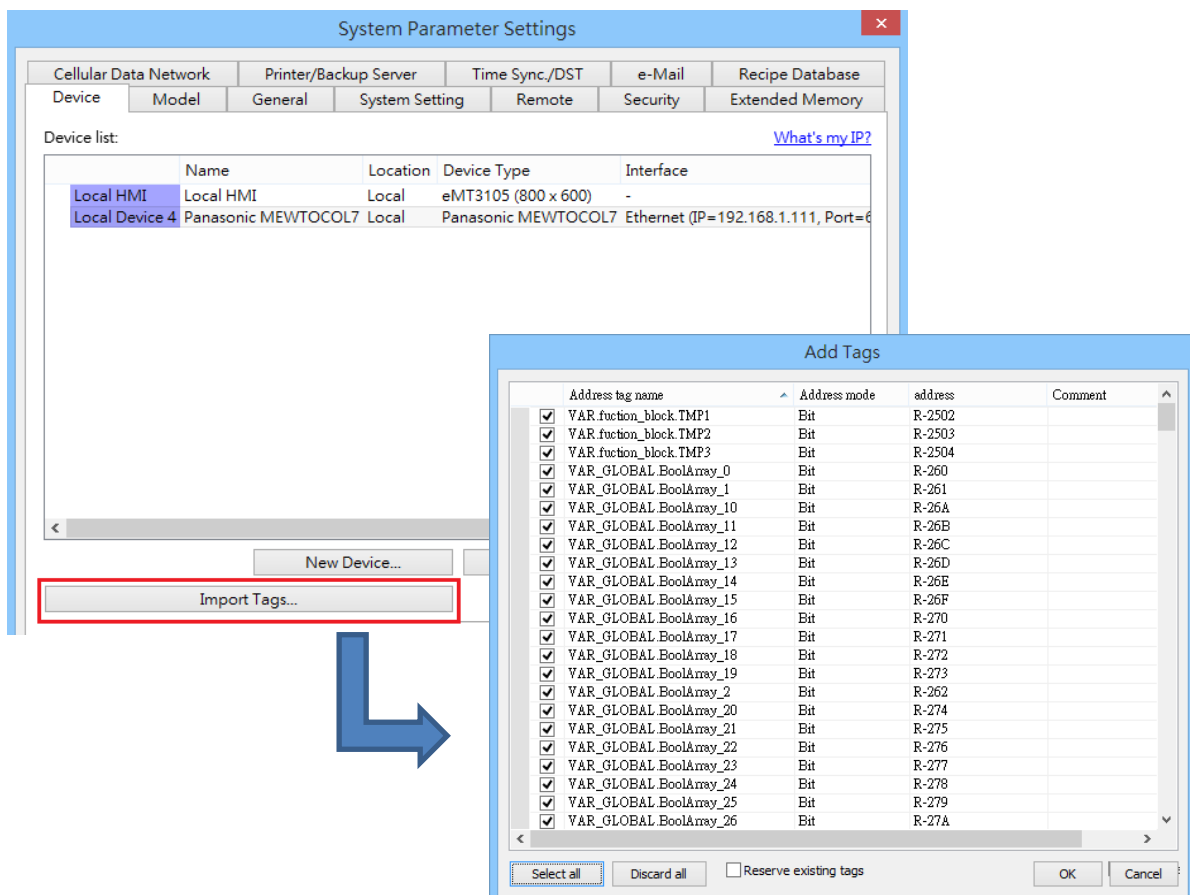 System Parameter Settings
Cellular Data Network Printer/Backup Server Time Sync./DST e-Mail Recipe Database
Device Model General System Setting Remote Security Extended Memory
Device list: What's my IP?
Name Location Device Type Interface
Local HMI Local HMI Local eMT3105 (800 x 600) -
Local Device 4 Panasonic MEWTOCOL7 Local Panasonic MEWTOCOL7 Ethernet (IP=192.168.1.111, Port=6
New Device...
Import Tags...
Add Tags
Address tag name Address mode address Comment
VAR.fuction_block.TMP1 Bit R-2502
VAR.fuction_block.TMP2 Bit R-2503
VAR.fuction_block.TMP3 Bit R-2504
VAR_GLOBAL.BoolArray_0 Bit R-260
VAR_GLOBAL.BoolArray_1 Bit R-261
VAR_GLOBAL.BoolArray_10 Bit R-26A
VAR_GLOBAL.BoolArray_11 Bit R-26B
VAR_GLOBAL.BoolArray_12 Bit R-26C
VAR_GLOBAL.BoolArray_13 Bit R-26D
VAR_GLOBAL.BoolArray_14 Bit R-26E
VAR_GLOBAL.BoolArray_15 Bit R-26F
VAR_GLOBAL.BoolArray_16 Bit R-270
VAR_GLOBAL.BoolArray_17 Bit R-271
VAR_GLOBAL.BoolArray_18 Bit R-272
VAR_GLOBAL.BoolArray_19 Bit R-273
VAR_GLOBAL.BoolArray_2 Bit R-262
VAR_GLOBAL.BoolArray_20 Bit R-274
VAR_GLOBAL.BoolArray_21 Bit R-275
VAR_GLOBAL.BoolArray_22 Bit R-276
VAR_GLOBAL.BoolArray_23 Bit R-277
VAR_GLOBAL.BoolArray_24 Bit R-278
VAR_GLOBAL.BoolArray_25 Bit R-279
VAR_GLOBAL.BoolArray_26 Bit R-27A
Select all Discard all Reserve existing tags OK Cancel